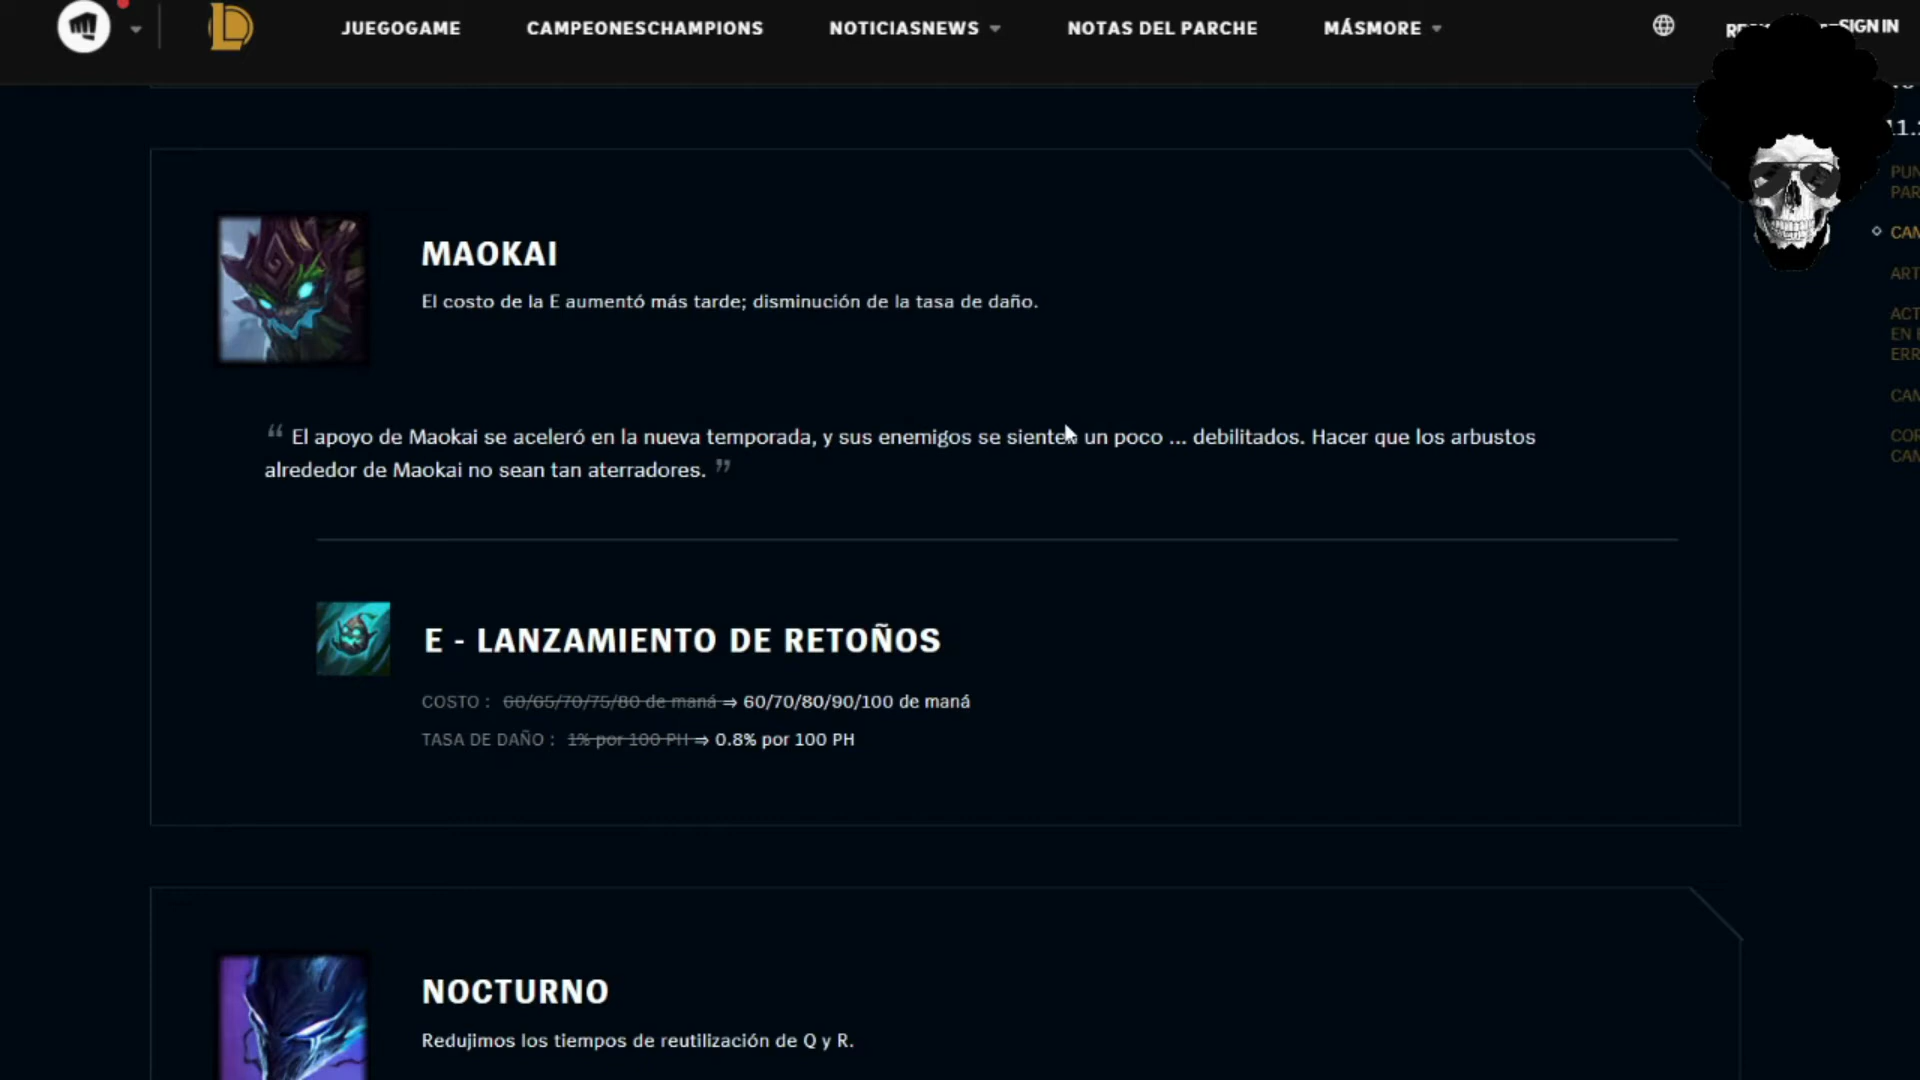 JUEGOGAME CAMPEONESCHAMPIONS NOTICIASNEWS NOTAS DEL PARCHE MÁSMORE SIGN IN
MAOKAI
El costo de la E aumentó más tarde; disminución de la tasa de daño.
“ El apoyo de Maokai se aceleró en la nueva temporada, y sus enemigos se sienten un poco ... debilitados. Hacer que los arbustos
alrededor de Maokai no sean tan aterradores. ”
E - LANZAMIENTO DE RETOÑOS
COSTO : 60/65/70/75/80 de maná ⇒ 60/70/80/90/100 de maná
TASA DE DAÑO : 1% por 100 PH ⇒ 0.8% por 100 PH
NOCTURNO
Redujimos los tiempos de reutilización de Q y R.